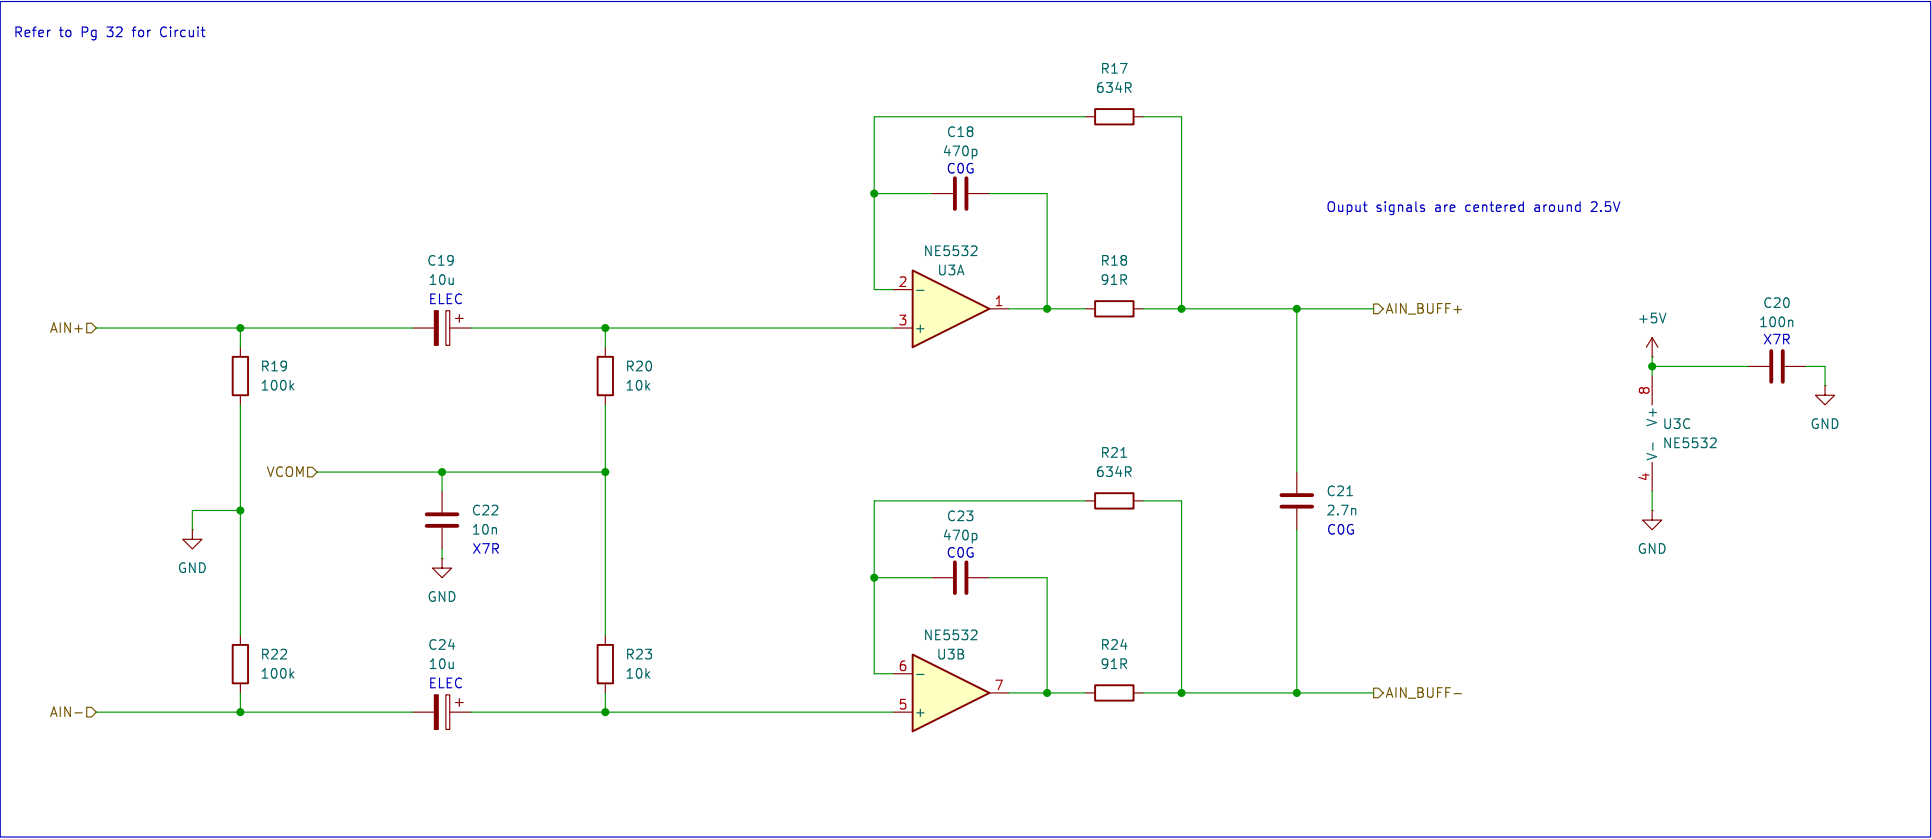 Refer to Pg 32 for Circuit
R17
634R
C18
470p
C0G
Ouput signals are centered around 2.5V
NE5532
U3A
2
−
3
+
1
R18
91R
AIN_BUFF+
C19
10u
ELEC
+
AIN+
R19
100k
R20
10k
C20
100n
X7R
+5V
8
V+
U3C
NE5532
V−
4
GND
GND
VCOM
C22
10n
X7R
GND
GND
R21
634R
C23
470p
C0G
C21
2.7n
C0G
NE5532
U3B
6
−
5
+
7
R24
91R
AIN_BUFF−
R22
100k
C24
10u
ELEC
+
R23
10k
AIN−